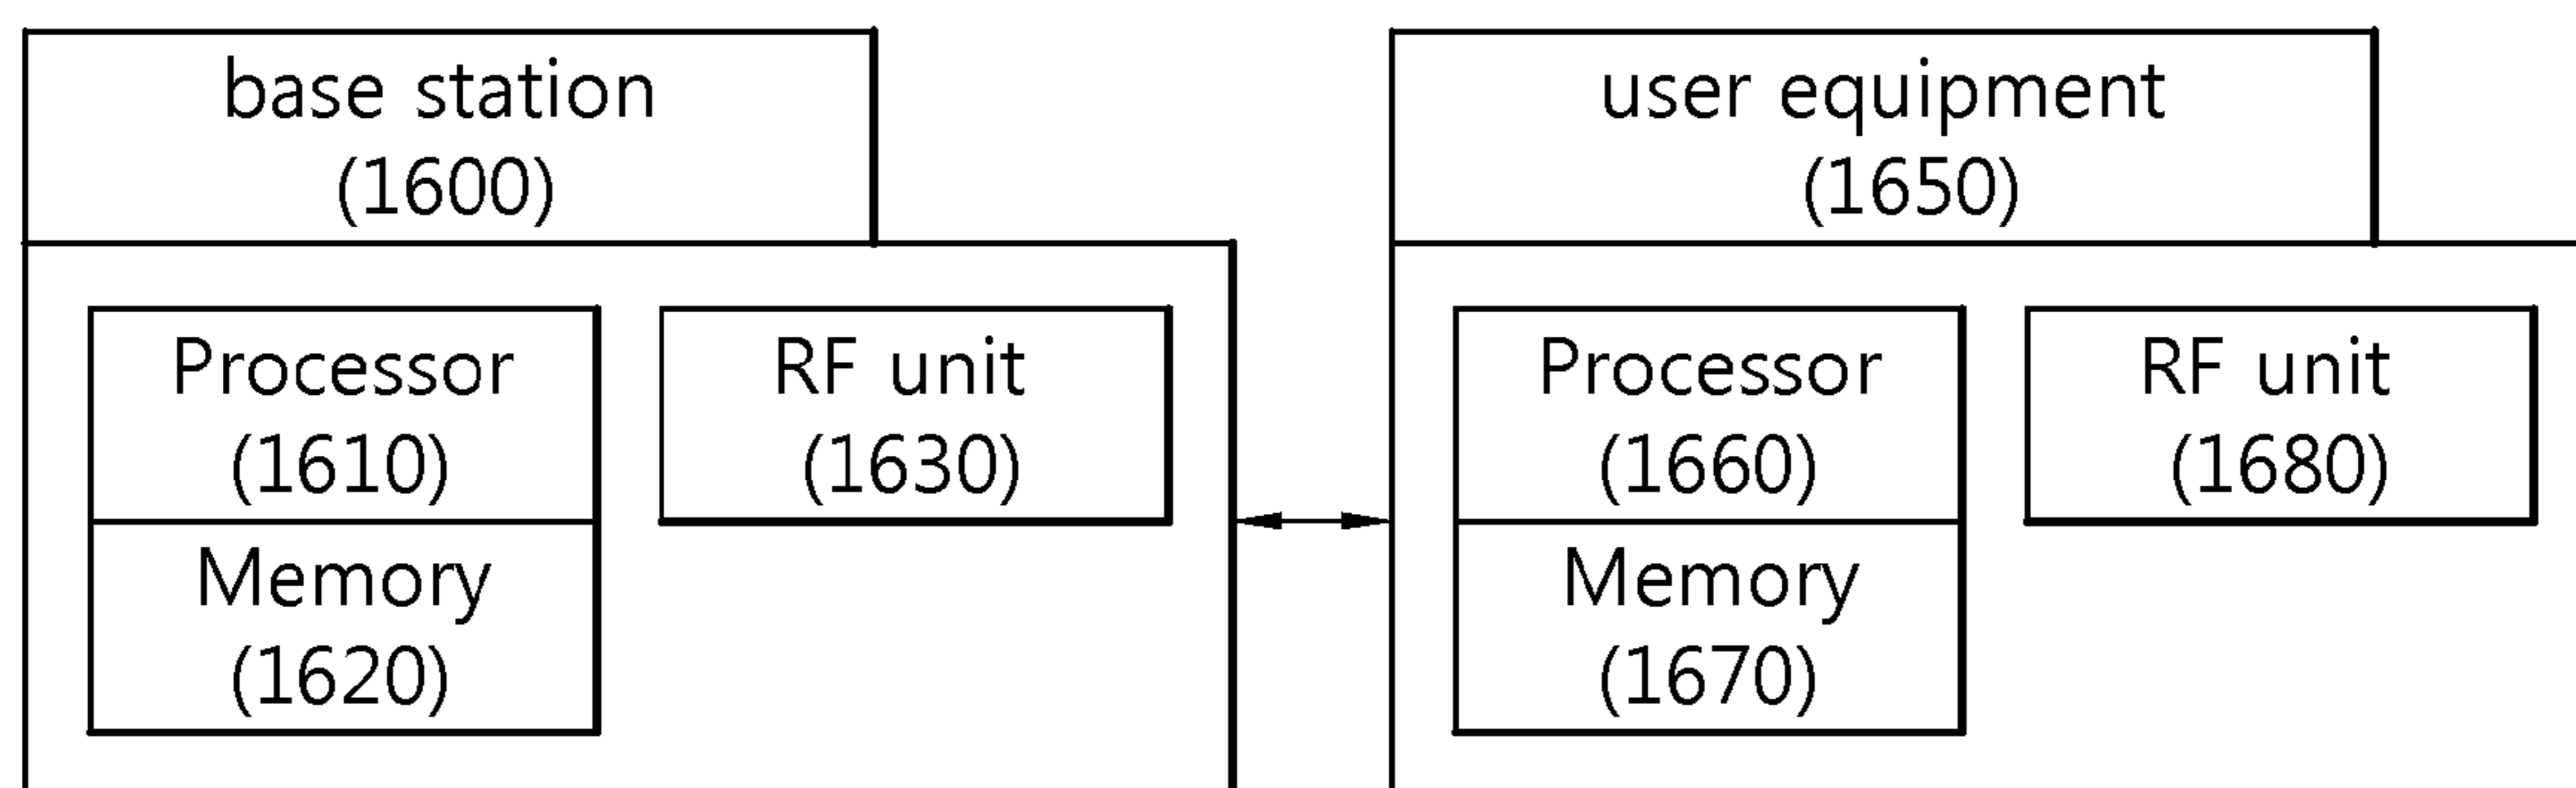 base station
(1600)
user equipment
(1650)
Processor
(1610)
RF unit
(1630)
Memory
(1620)
Processor
(1660)
RF unit
(1680)
Memory
(1670)